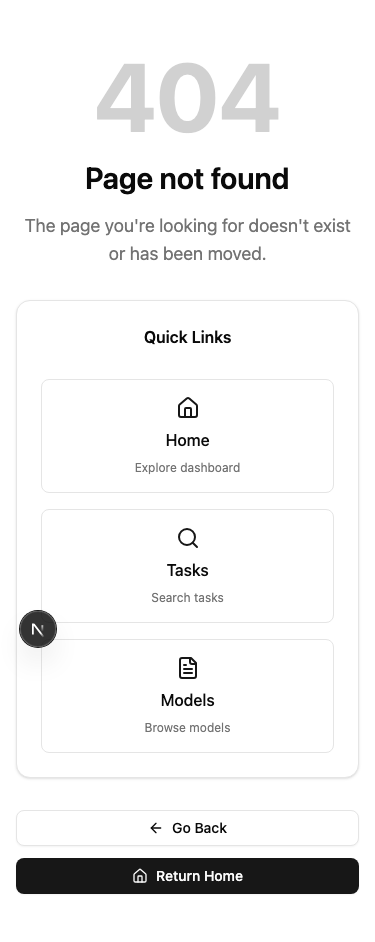 404
Page not found
The page you're looking for doesn't exist
or has been moved.
Quick Links
Home
Explore dashboard
Tasks
Search tasks
N
Models
Browse models
Go Back
Return Home